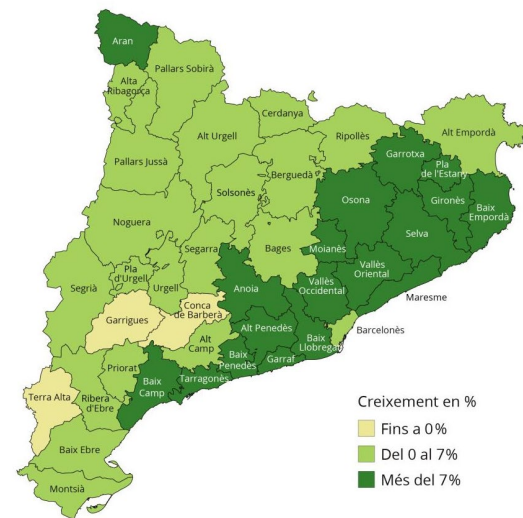 Aran
Pallars Sobirà
Alta
Ribagorça
Cerdanya
Alt Urgell
Ripollès
Alt Empordà
Garrotxa
Pla
de l'Estany
Pallars Jussà
Berguedà
Solsonès
Osona
Gironès
Baix
Empordà
Noguera
Segarra
Bages
Moianès
Selva
Pla
d'Urgell
Urgell
Segrià
Anoia
Vallès
Occidental
Vallès
Oriental
Maresme
Garrigues
Conca
de Barberà
Alt Penedès
Barcelonès
Alt
Camp
Baix
Llobregat
Baix
Penedès
Garraf
Priorat
Baix
Camp
Tarragonès
Terra Alta
Ribera
d'Ebre
Baix Ebre
Montsià
Creixement en %
Fins a 0%
Del 0 al 7%
Més del 7%